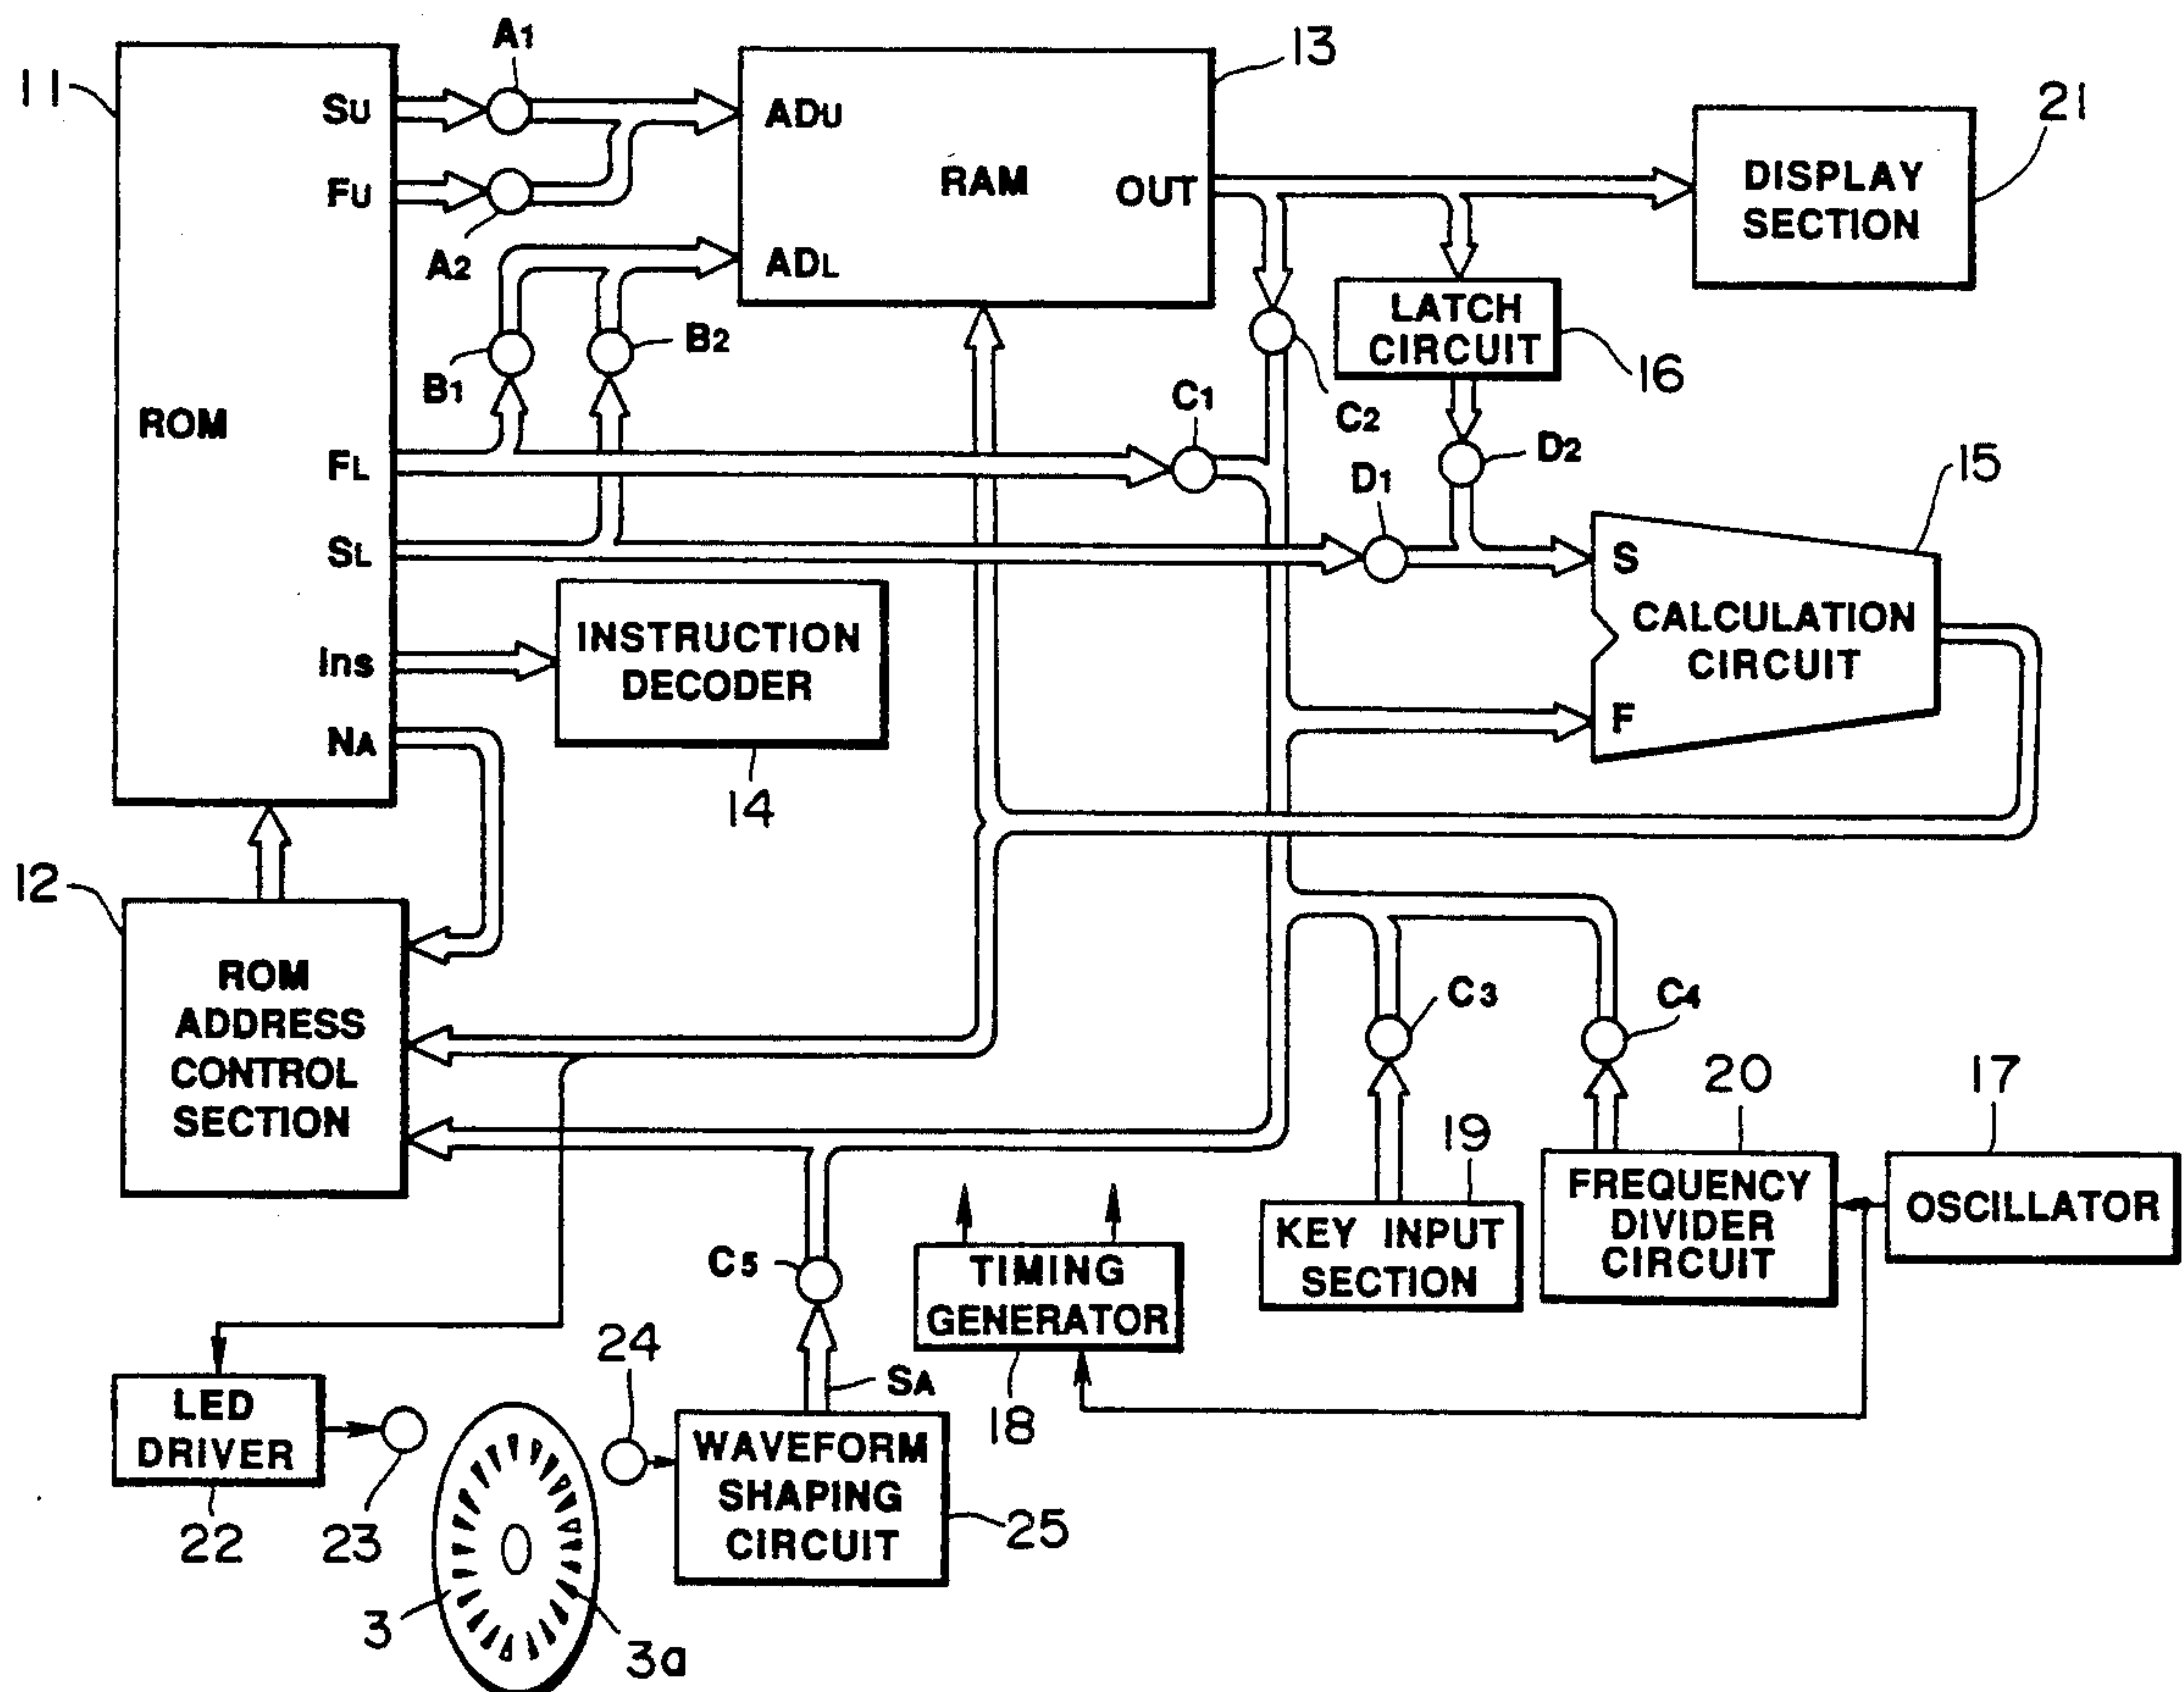 A1
13
11
SU
ADU
21
FU
RAM
OUT
DISPLAY
SECTION
A2
ADL
LATCH
CIRCUIT
B2
B1
16
C1
C2
ROM
D2
FL
D1
15
SL
S
INSTRUCTION
DECODER
CALCULATION
CIRCUIT
Ins
NA
F
14
12
ROM
ADDRESS
CONTROL
SECTION
C3
C4
20
17
19
FREQUENCY
DIVIDER
CIRCUIT
OSCILLATOR
KEY INPUT
SECTION
C5
TIMING
GENERATOR
24
SA
18
LED
DRIVER
WAVEFORM
SHAPING
CIRCUIT
22
23
25
3
3a